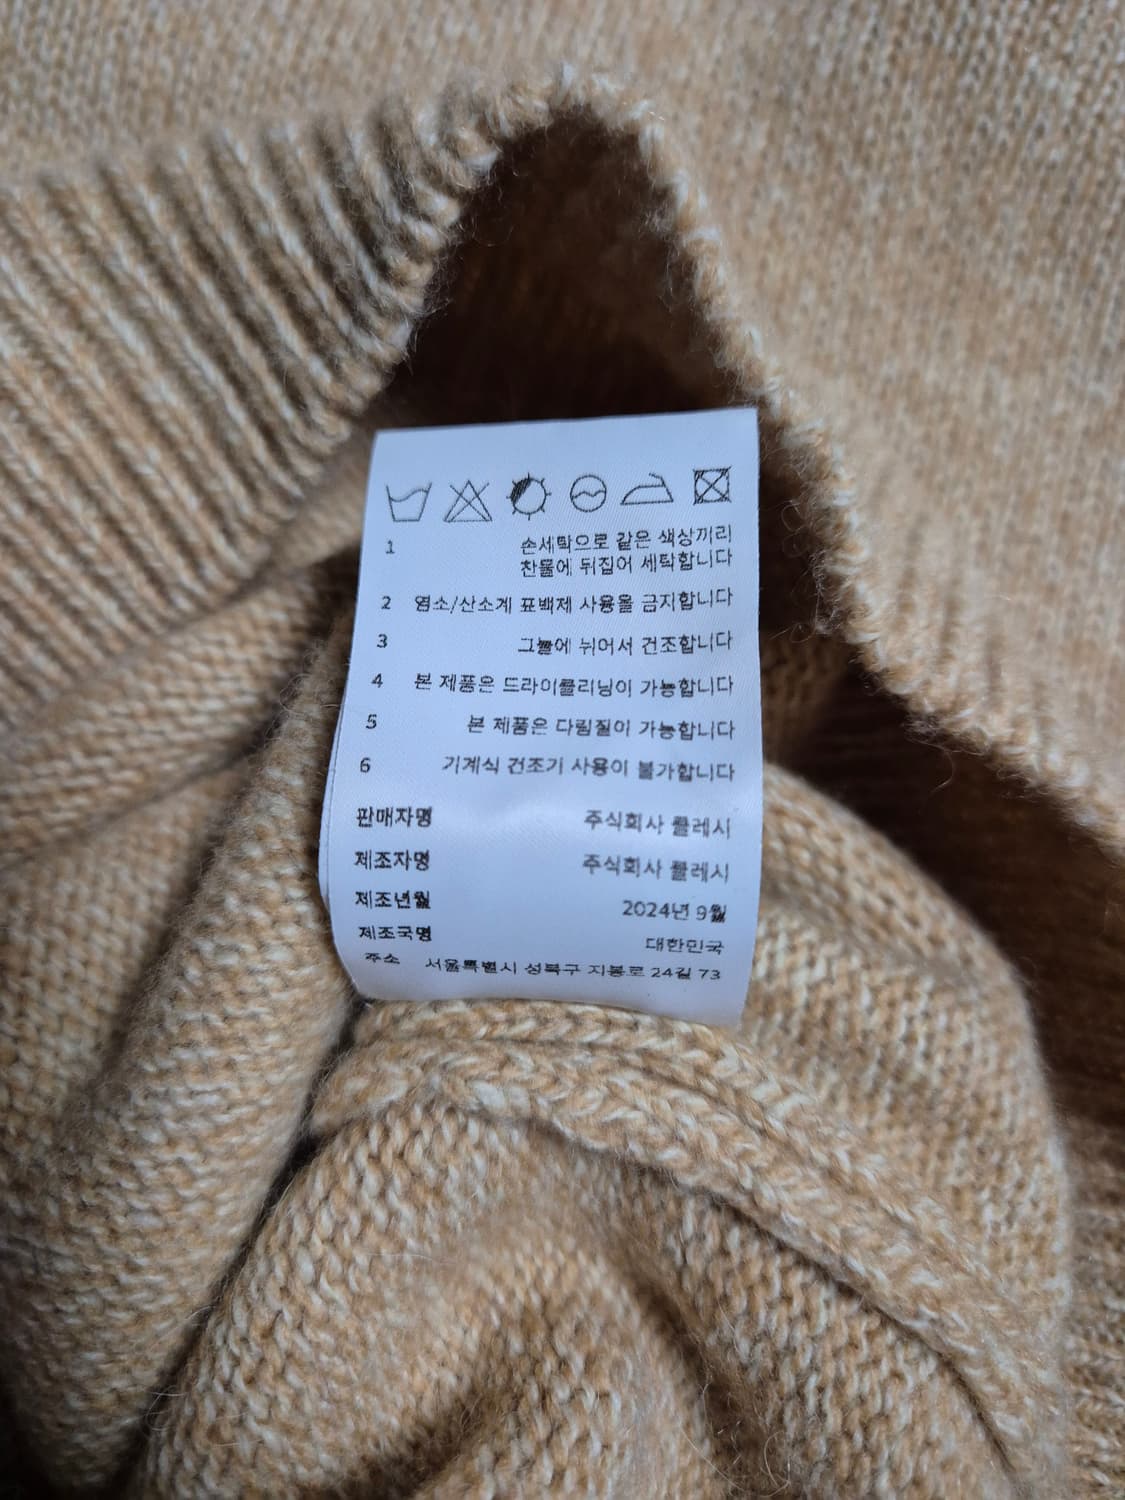 1 손세탁으로 같은 색상끼리
찬물에 뒤집어 세탁합니다
2 염소/산소계 표백제 사용을 금지합니다
3 그늘에 뉘어서 건조합니다
4 본 제품은 드라이클리닝이 가능합니다
5 본 제품은 다림질이 가능합니다
6 기계식 건조기 사용이 불가합니다
판매자명 주식회사 클레시
제조자명 주식회사 클레시
제조년월 2024년 9월
제조국명 대한민국
주소 서울특별시 성북구 지봉로 24길 73